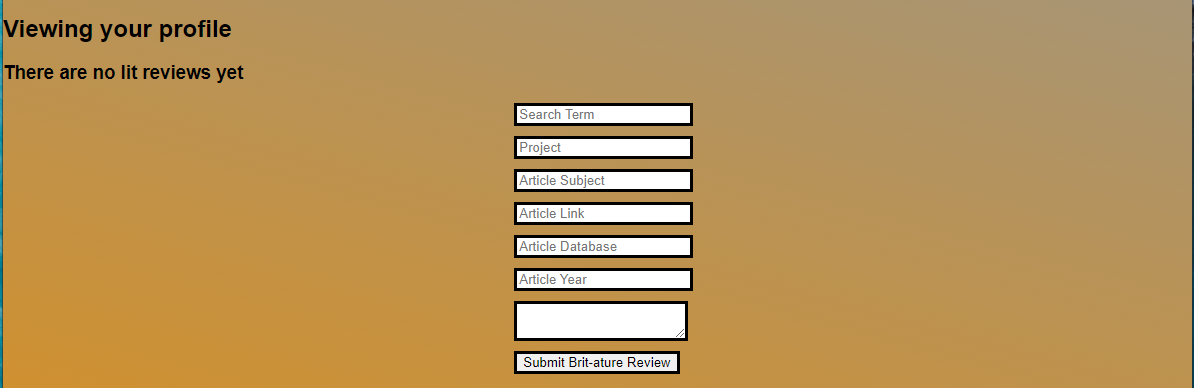 Viewing your profile
There are no lit reviews yet
Search Term
Project
Article Subject
Article Link
Article Database
Article Year
Submit Brit-ature Review